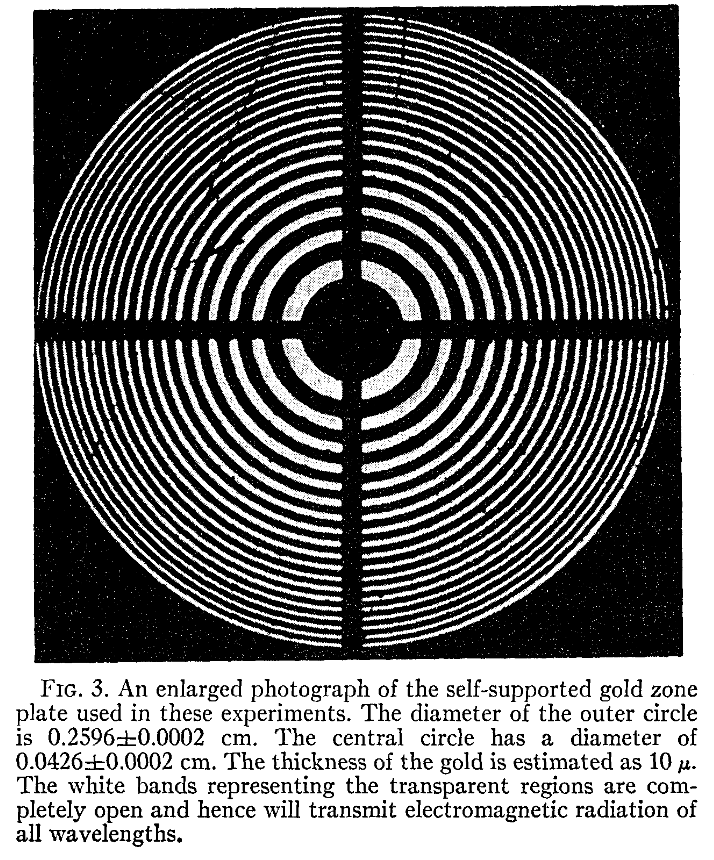 FIG. 3. An enlarged photograph of the self-supported gold zone
plate used in these experiments. The diameter of the outer circle
is 0.2596±0.0002 cm. The central circle has a diameter of
0.0426±0.0002 cm. The thickness of the gold is estimated as 10 μ.
The white bands representing the transparent regions are com-
pletely open and hence will transmit electromagnetic radiation of
all wavelengths.